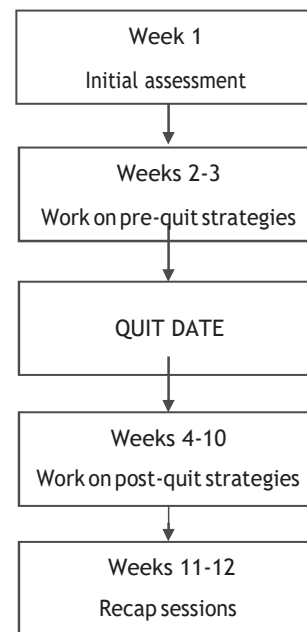 Week 1
Initial assessment
Weeks 2-3
Work on pre-quit strategies
QUIT DATE
Weeks 4-10
Work on post-quit strategies
Weeks 11-12
Recap sessions